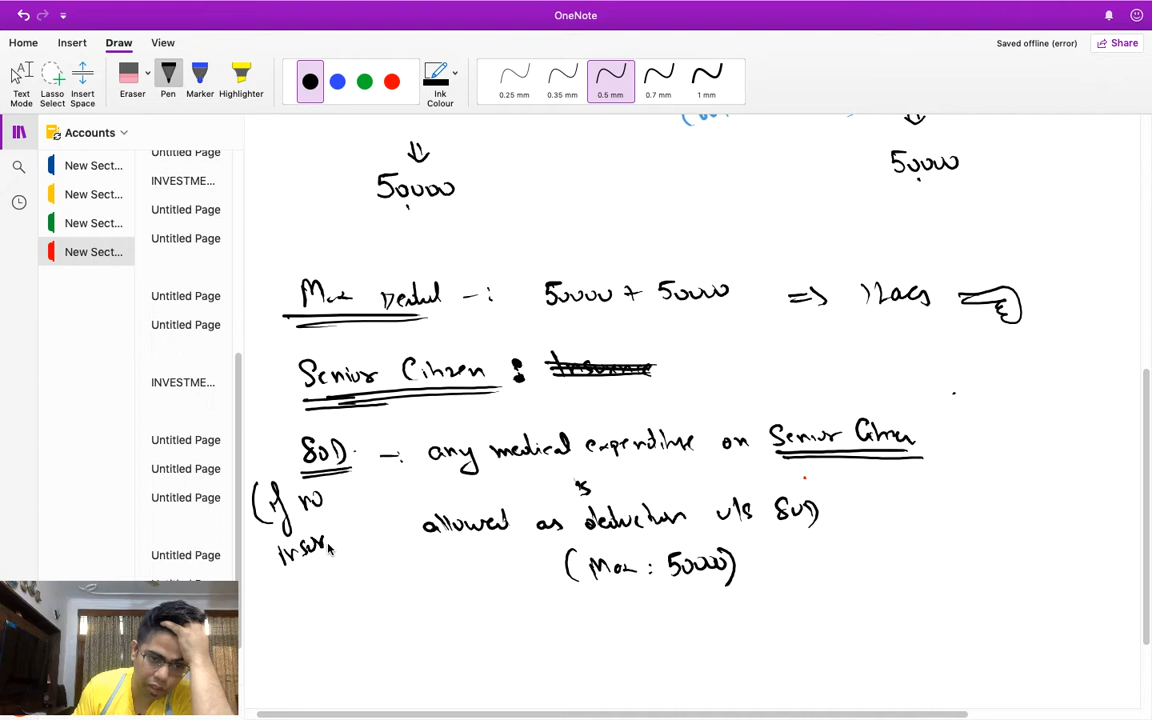 OneNote
Home Insert Draw View
Saved offline (error) Share
Text Mode
Lasso Select
Insert Space
Eraser
Pen
Marker
Highlighter
Ink Colour
0.25 mm
0.35 mm
0.5 mm
0.7 mm
1 mm
Accounts
New Sect...
New Sect...
New Sect...
New Sect...
Untitled Page
INVESTME...
Untitled Page
Untitled Page
Untitled Page
Untitled Page
INVESTME...
Untitled Page
Untitled Page
Untitled Page
Untitled Page
50000
50000
Max -: 50000 + 50000 => 1 Lacs
Senior Citizen :
80D -: any medical expenditure on Senior Citizen
is
allowed as deduction u/s 80D
(Max : 50000)
(If no
insur